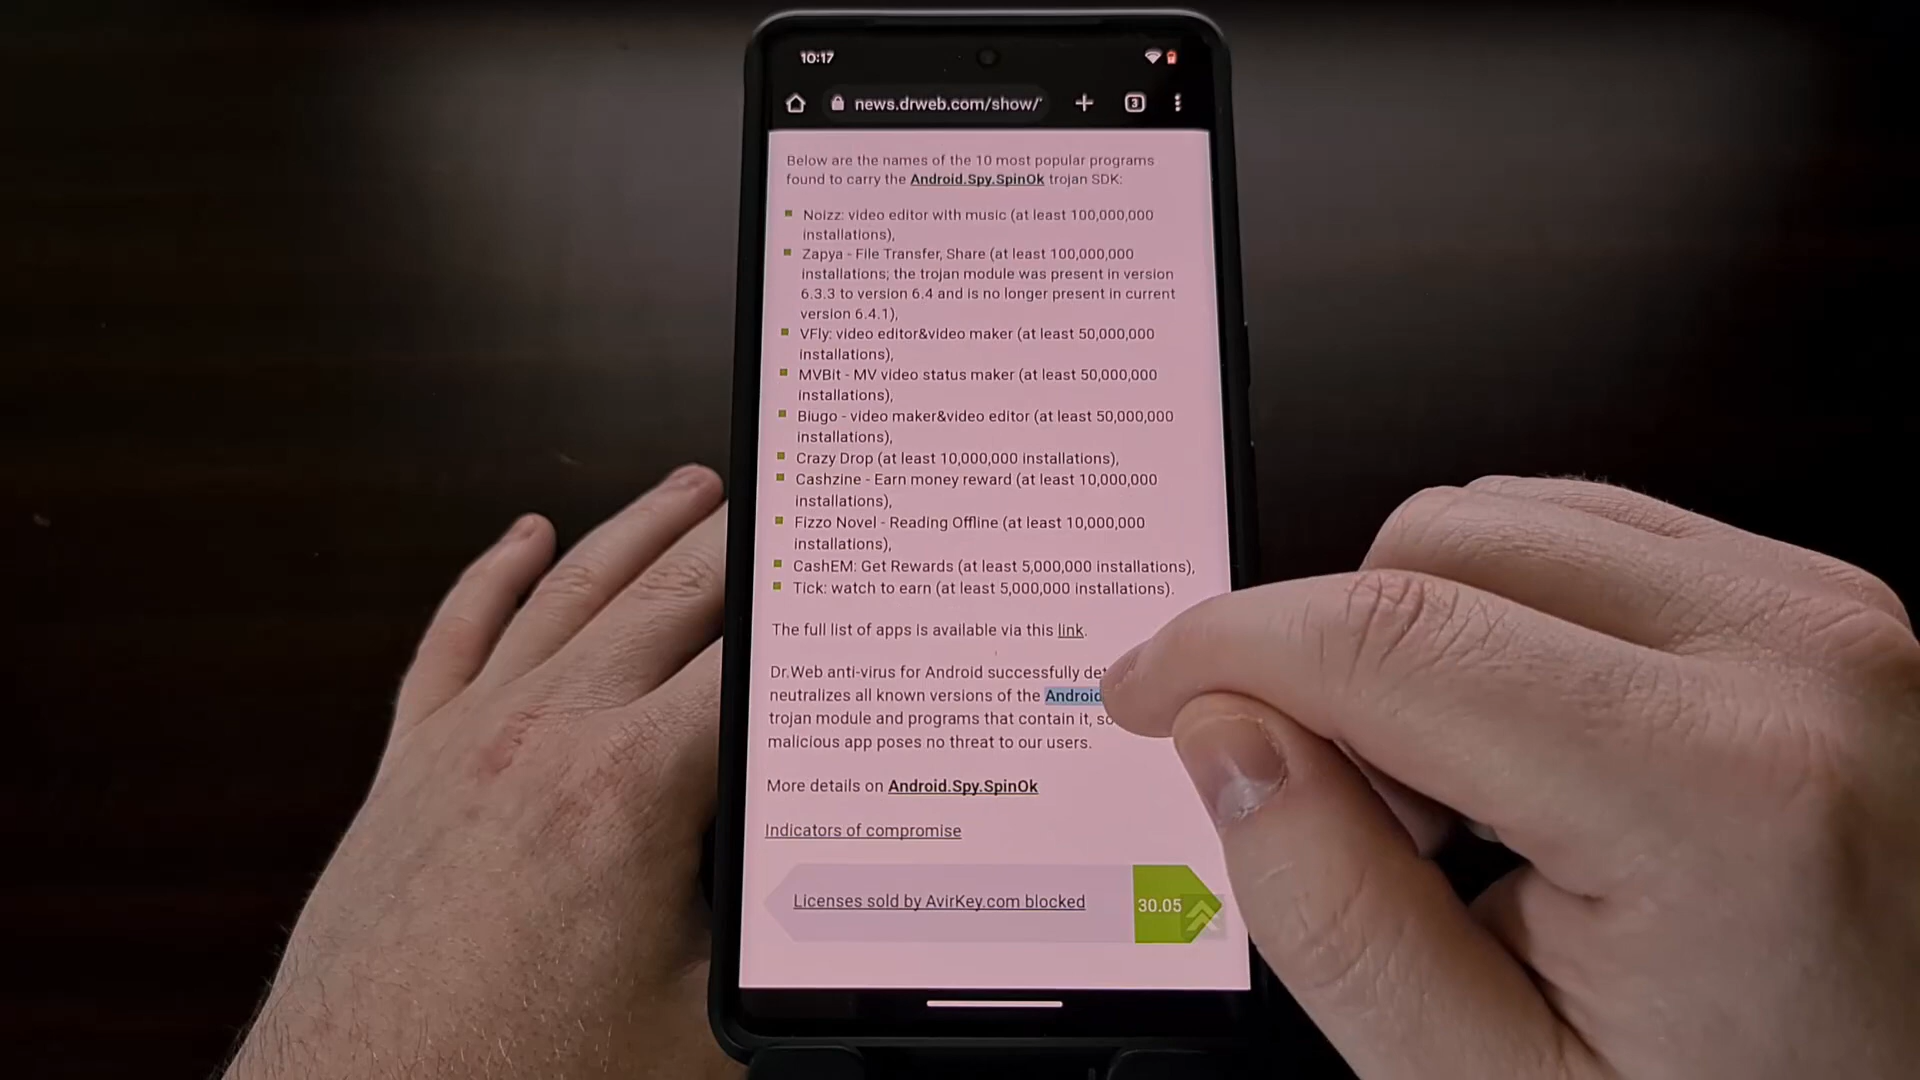 10:17
news.drweb.com/show/
3
Below are the names of the 10 most popular programs
found to carry the Android.Spy.SpinOk trojan SDK:
Noizz: video editor with music (at least 100,000,000
installations),
Zapya - File Transfer, Share (at least 100,000,000
installations; the trojan module was present in version
6.3.3 to version 6.4 and is no longer present in current
version 6.4.1),
VFly: video editor&video maker (at least 50,000,000
installations),
MVBit - MV video status maker (at least 50,000,000
installations),
Biugo - video maker&video editor (at least 50,000,000
installations),
Crazy Drop (at least 10,000,000 installations),
Cashzine - Earn money reward (at least 10,000,000
installations),
Fizzo Novel - Reading Offline (at least 10,000,000
installations),
CashEM: Get Rewards (at least 5,000,000 installations),
Tick: watch to earn (at least 5,000,000 installations).
The full list of apps is available via this link.
Dr.Web anti-virus for Android successfully
neutralizes all known versions of the Android
trojan module and programs that contain it, so
malicious app poses no threat to our users.
More details on Android.Spy.SpinOk
Indicators of compromise
Licenses sold by AvirKey.com blocked
30.05